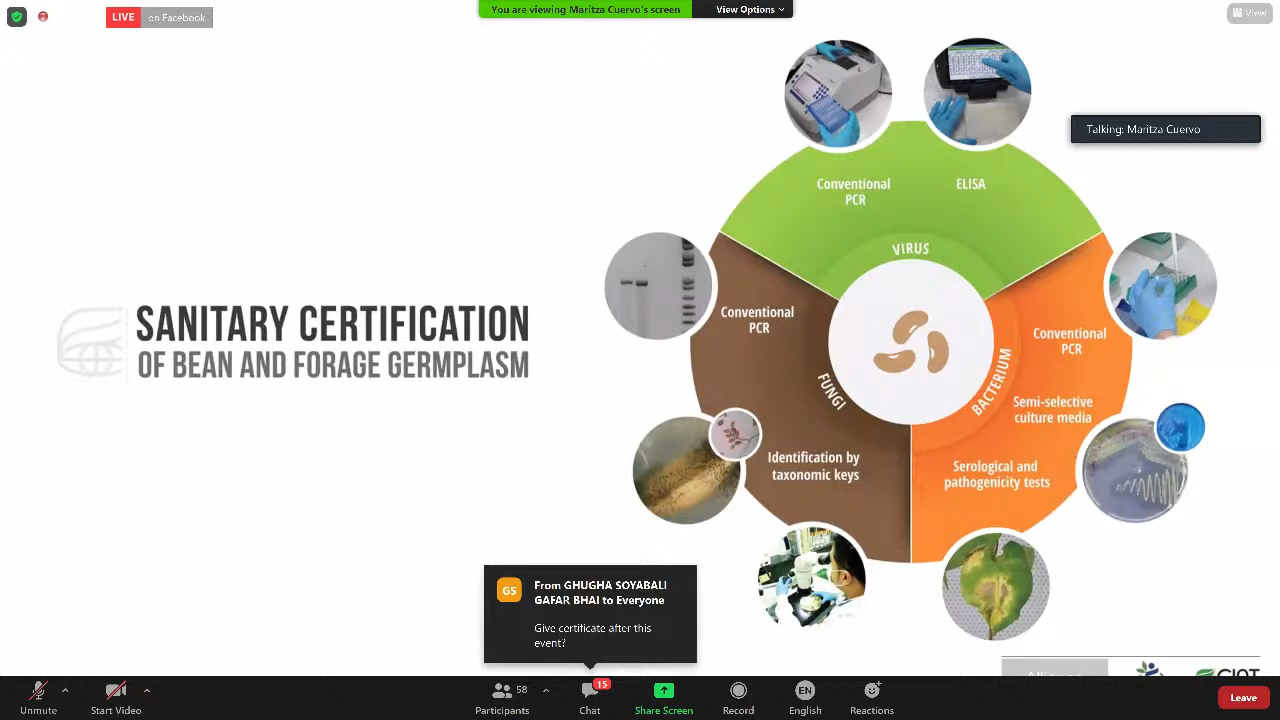 LIVE on Facebook
You are viewing Maritza Cuervo's screen
View Options
View
Talking: Maritza Cuervo
SANITARY CERTIFICATION
OF BEAN AND FORAGE GERMPLASM
Conventional
PCR
ELISA
VIRUS
Conventional
PCR
FUNGI
Identification by
taxonomic keys
Conventional
PCR
BACTERIUM
Semi-selective
culture media
Serological and
pathogenicity tests
GS
From GHUGHA SOYABALI
GAFAR BHAI to Everyone
Give certificate after this
event?
Alliance
CIAT
Unmute
Start Video
58
Participants
15
Chat
Share Screen
Record
EN
English
Reactions
Leave